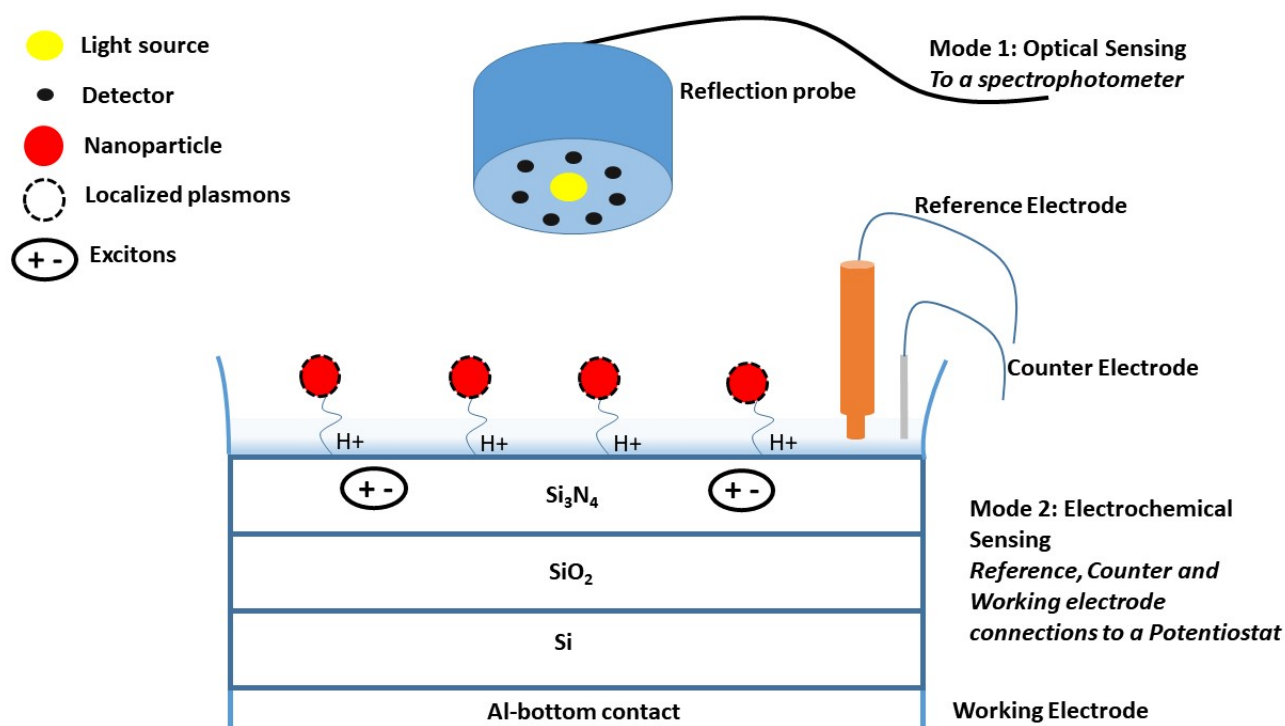 Light source
Detector
Nanoparticle
Localized plasmons
+ -
Excitons
Reflection probe
Mode 1: Optical Sensing
To a spectrophotometer
Reference Electrode
Counter Electrode
H+
H+
H+
H+
+ -
+ -
Si₃N₄
SiO₂
Si
Al-bottom contact
Mode 2: Electrochemical
Sensing
Reference, Counter and
Working electrode
connections to a Potentiostat
Working Electrode